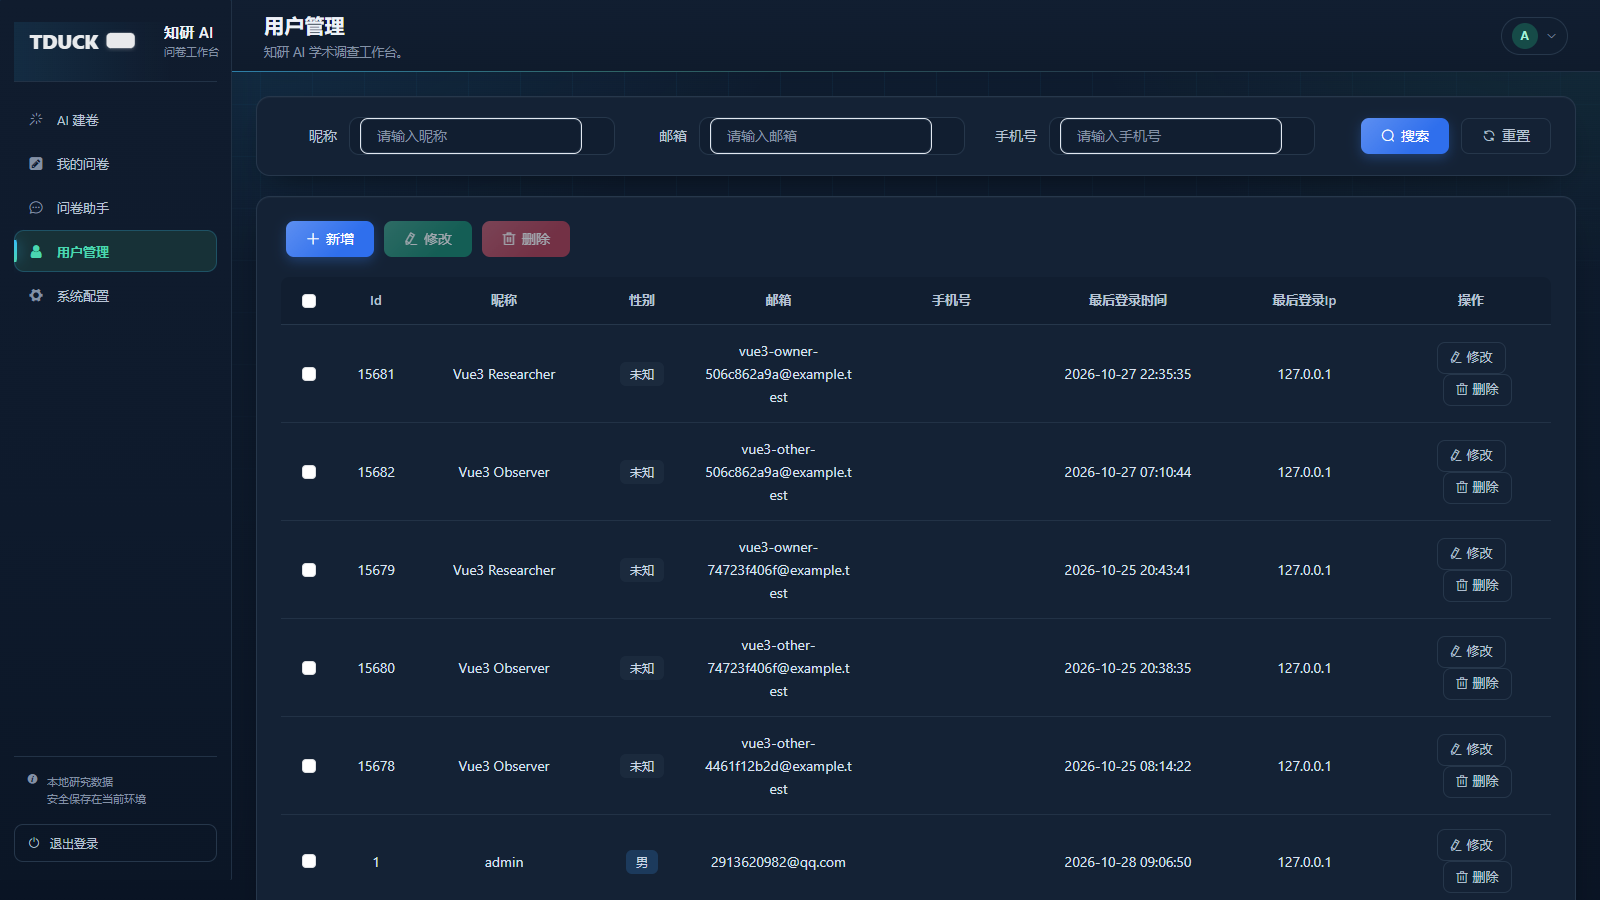 TDUCK
知研 AI
问卷工作台
AI 建卷
我的问卷
问卷助手
用户管理
系统配置
本地研究数据
安全保存在当前环境
退出登录
用户管理
知研 AI 学术调查工作台。
A
昵称 请输入昵称 邮箱 请输入邮箱 手机号 请输入手机号 搜索 重置
新增 修改 删除
Id 昵称 性别 邮箱 手机号 最后登录时间 最后登录Ip 操作
15681 Vue3 Researcher 未知 vue3-owner-
506c862a9a@example.t
est
2026-10-27 22:35:35 127.0.0.1 修改
删除
15682 Vue3 Observer 未知 vue3-other-
506c862a9a@example.t
est
2026-10-27 07:10:44 127.0.0.1 修改
删除
15679 Vue3 Researcher 未知 vue3-owner-
74723f406f@example.t
est
2026-10-25 20:43:41 127.0.0.1 修改
删除
15680 Vue3 Observer 未知 vue3-other-
74723f406f@example.t
est
2026-10-25 20:38:35 127.0.0.1 修改
删除
15678 Vue3 Observer 未知 vue3-other-
4461f12b2d@example.t
est
2026-10-25 08:14:22 127.0.0.1 修改
删除
1 admin 男 2913620982@qq.com 2026-10-28 09:06:50 127.0.0.1 修改
删除